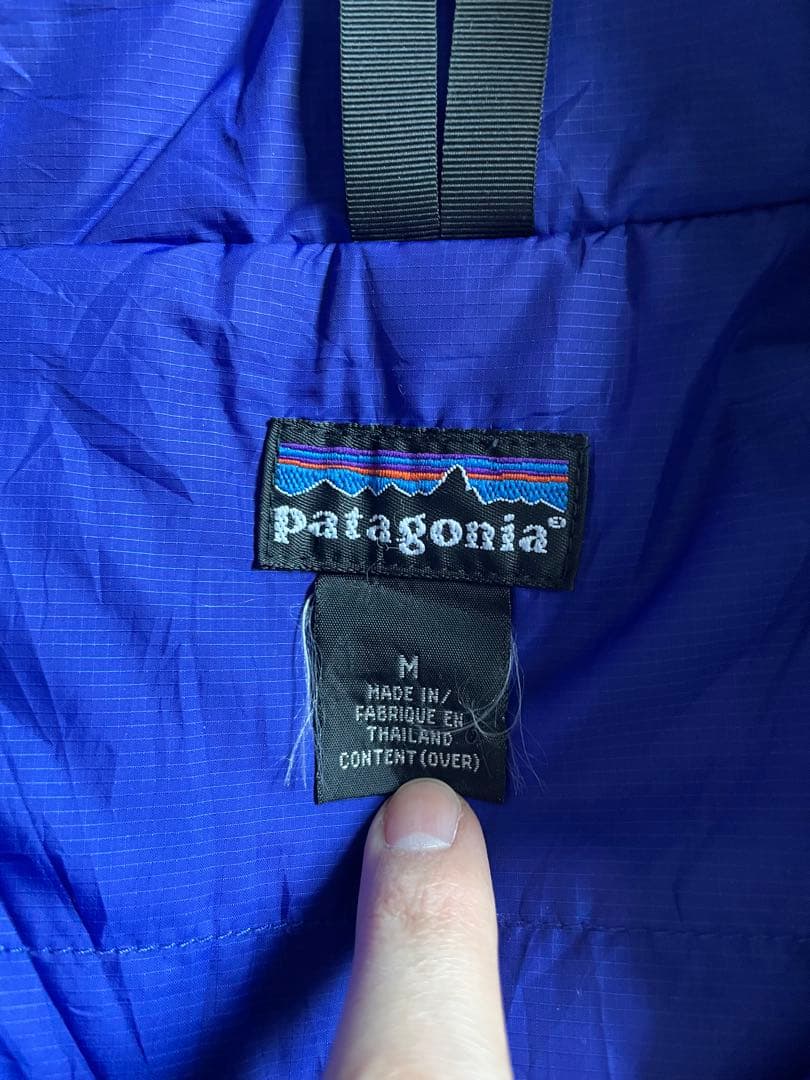 patagonia®
M
MADE IN/
FABRIQUE EN
THAILAND
CONTENT (OVER)